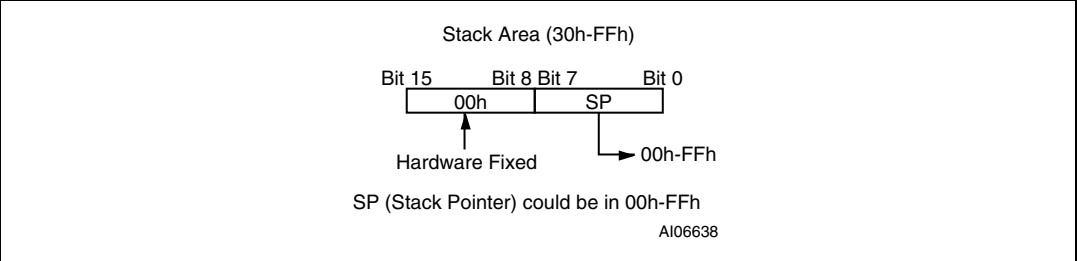 Stack Area (30h-FFh)
Bit 15 Bit 8 Bit 7 Bit 0
00h SP
Hardware Fixed 00h-FFh
SP (Stack Pointer) could be in 00h-FFh
AI06638